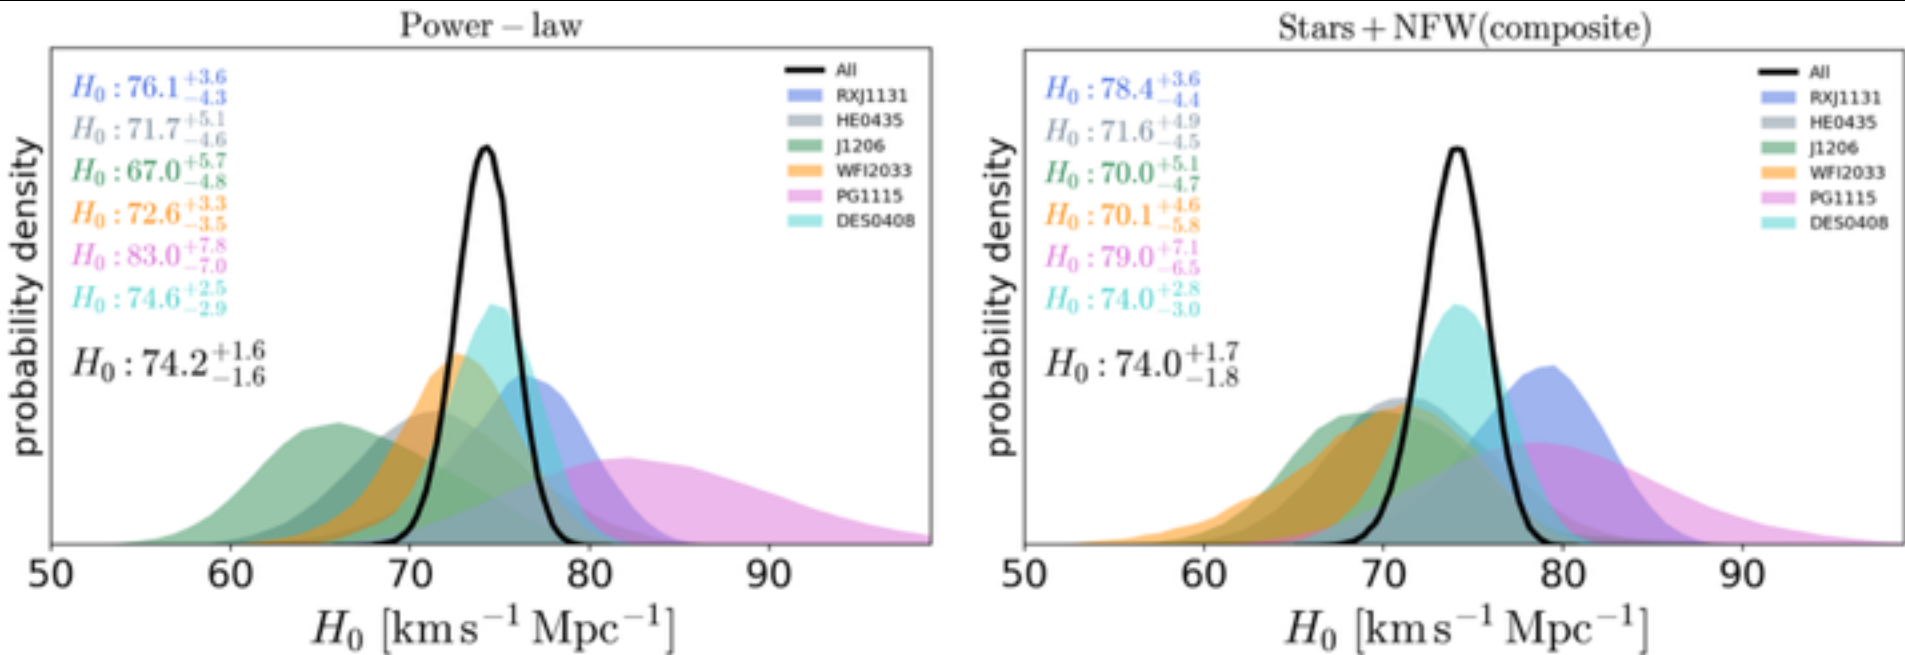 Power − law
probability density
H₀ : 76.1 +3.6 −4.3
H₀ : 71.7 +5.1 −4.6
H₀ : 67.0 +5.7 −4.8
H₀ : 72.6 +3.3 −3.5
H₀ : 83.0 +7.8 −7.0
H₀ : 74.6 +2.5 −2.9
H₀ : 74.2 +1.6 −1.6
All
RXJ1131
HE0435
J1206
WFI2033
PG1115
DES0408
50 60 70 80 90
H₀ [km s⁻¹ Mpc⁻¹]
Stars + NFW(composite)
probability density
H₀ : 78.4 +3.6 −4.4
H₀ : 71.6 +4.9 −4.5
H₀ : 70.0 +5.1 −4.7
H₀ : 70.1 +4.6 −5.8
H₀ : 79.0 +7.1 −6.5
H₀ : 74.0 +2.8 −3.0
H₀ : 74.0 +1.7 −1.8
All
RXJ1131
HE0435
J1206
WFI2033
PG1115
DES0408
50 60 70 80 90
H₀ [km s⁻¹ Mpc⁻¹]